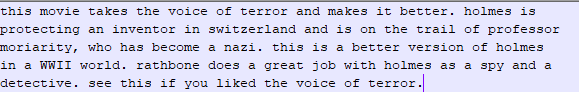 this movie takes the voice of terror and makes it better. holmes is
protecting an inventor in switzerland and is on the trail of professor
moriarity, who has become a nazi. this is a better version of holmes
in a WWII world. rathbone does a great job with holmes as a spy and a
detective. see this if you liked the voice of terror.